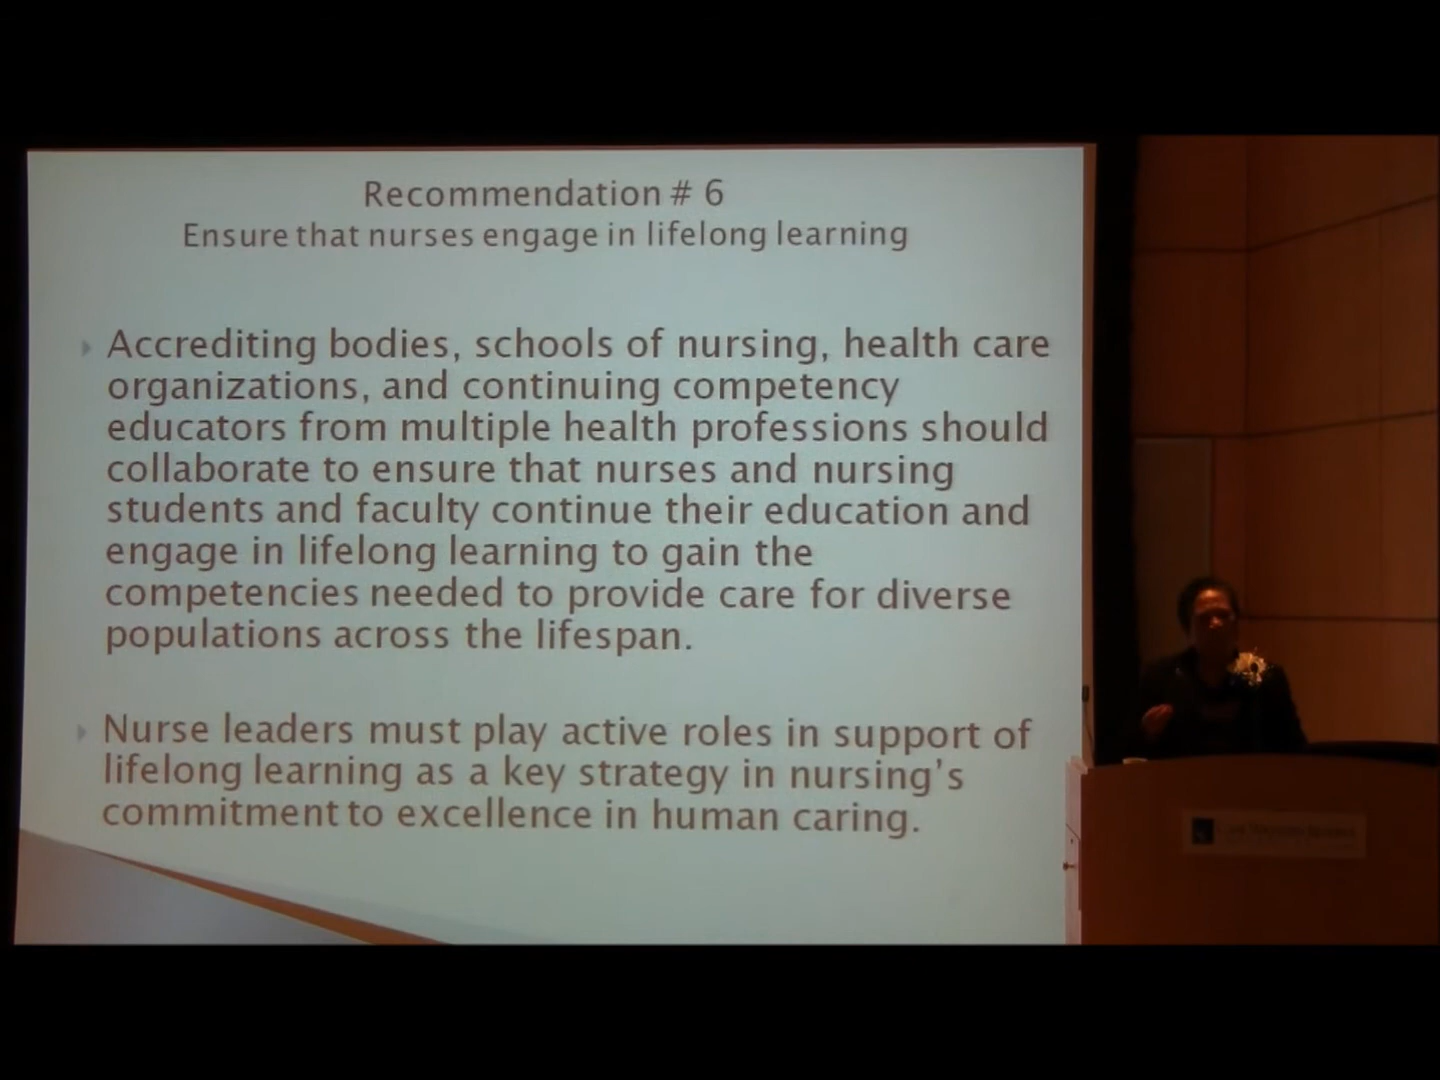 Recommendation # 6
Ensure that nurses engage in lifelong learning
Accrediting bodies, schools of nursing, health care
organizations, and continuing competency
educators from multiple health professions should
collaborate to ensure that nurses and nursing
students and faculty continue their education and
engage in lifelong learning to gain the
competencies needed to provide care for diverse
populations across the lifespan.
Nurse leaders must play active roles in support of
lifelong learning as a key strategy in nursing's
commitment to excellence in human caring.